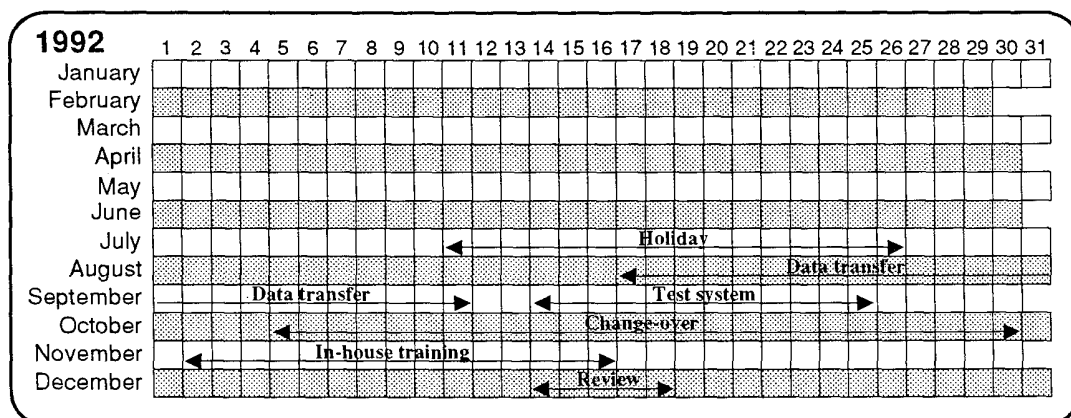 1992 1 2 3 4 5 6 7 8 9 10 11 12 13 14 15 16 17 18 19 20 21 22 23 24 25 26 27 28 29 30 31
January
February
March
April
May
June
July Holiday
August Data transfer
September Data transfer Test system
October Change-over
November In-house training
December Review